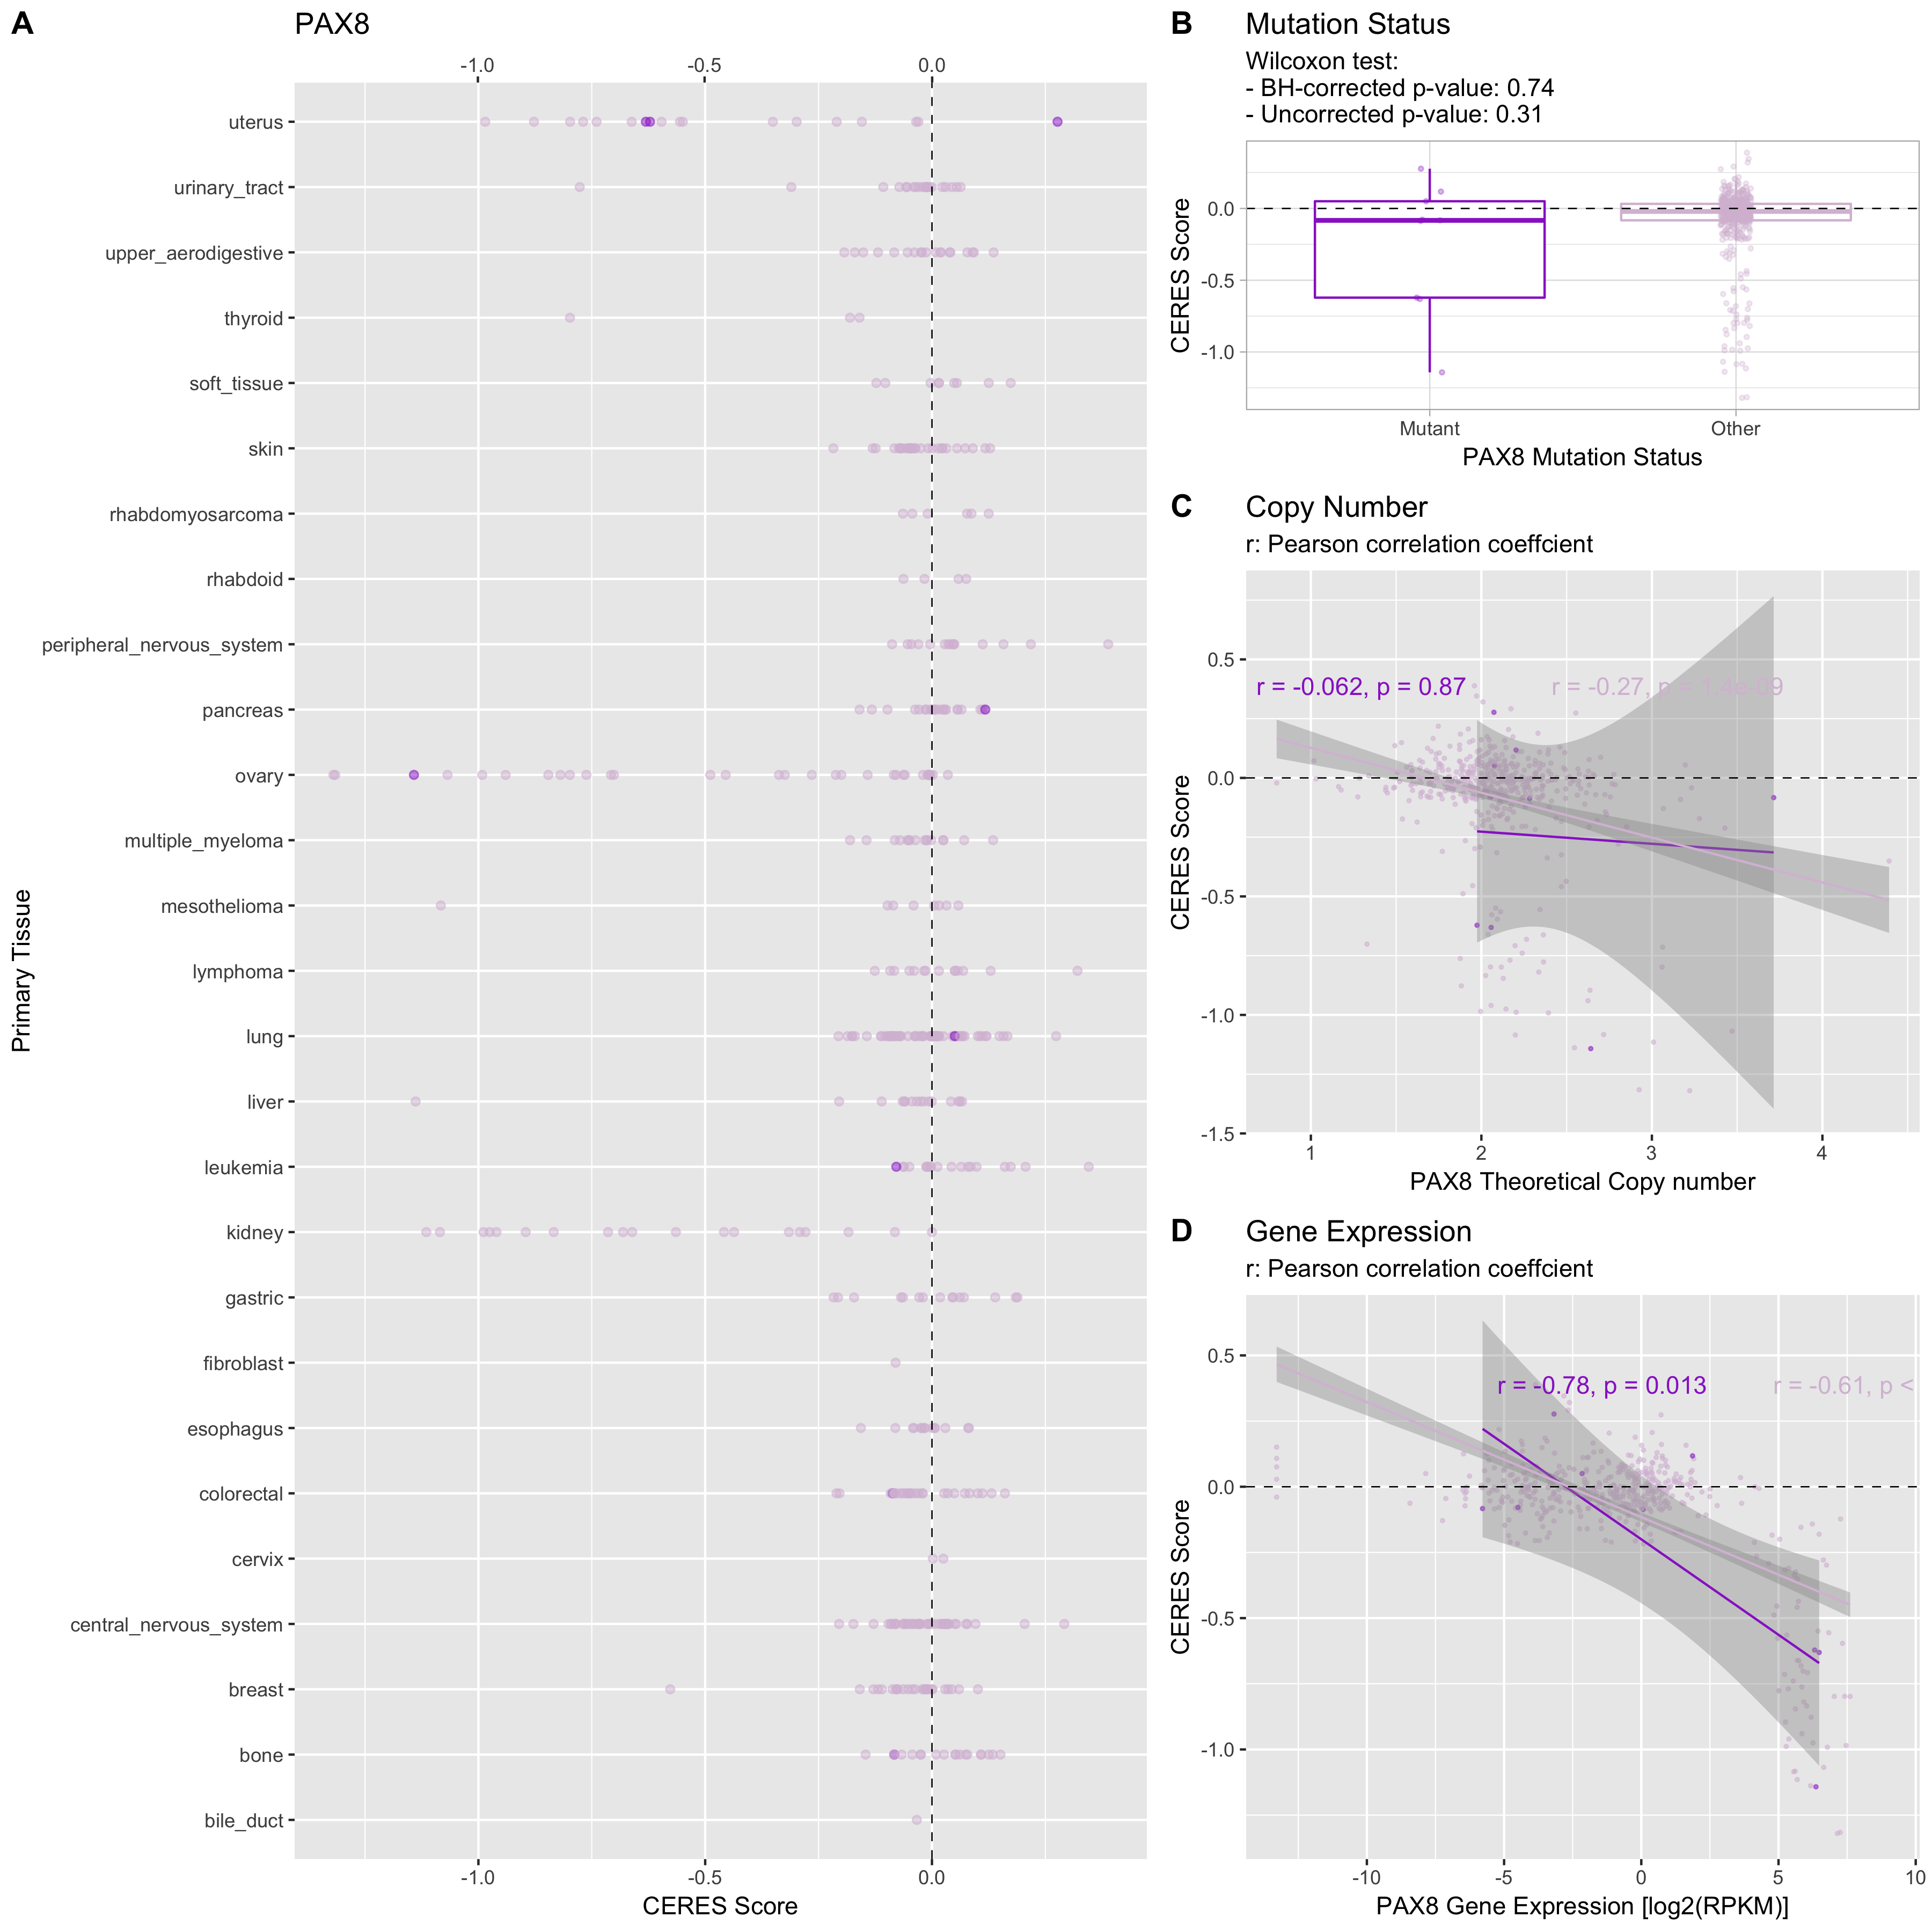 A
PAX8
-1.0 -0.5 0.0
uterus
urinary_tract
upper_aerodigestive
thyroid
soft_tissue
skin
rhabdomyosarcoma
rhabdoid
peripheral_nervous_system
pancreas
ovary
multiple_myeloma
mesothelioma
lymphoma
lung
liver
leukemia
kidney
gastric
fibroblast
esophagus
colorectal
cervix
central_nervous_system
breast
bone
bile_duct
Primary Tissue
-1.0 -0.5 0.0
CERES Score
B
Mutation Status
Wilcoxon test:
- BH-corrected p-value: 0.74
- Uncorrected p-value: 0.31
0.0
-0.5
-1.0
CERES Score
Mutant Other
PAX8 Mutation Status
C
Copy Number
r: Pearson correlation coeffcient
r = -0.062, p = 0.87
r = -0.27, p = 1.4e-09
0.5
0.0
-0.5
-1.0
-1.5
CERES Score
1 2 3 4
PAX8 Theoretical Copy number
D
Gene Expression
r: Pearson correlation coeffcient
r = -0.78, p = 0.013
r = -0.61, p <
0.5
0.0
-0.5
-1.0
CERES Score
-10 -5 0 5 10
PAX8 Gene Expression [log2(RPKM)]